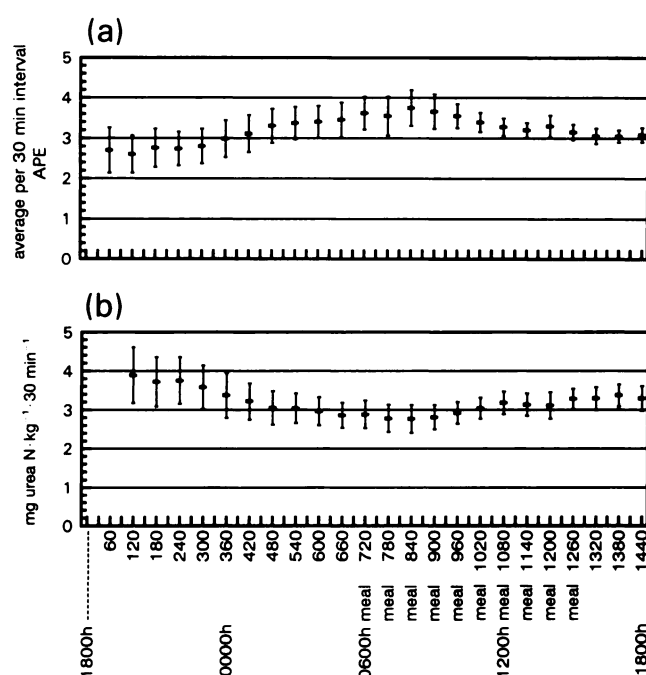 (a)
average per 30 min interval
APE
5
4
3
2
1
0
(b)
mg urea N·kg⁻¹·30 min⁻¹
5
4
3
2
1
0
60
120
180
240
300
360
420
480
540
600
660
720
780
840
900
960
1020
1080
1140
1200
1260
1320
1380
1440
meal
meal
meal
meal
meal
meal
meal
meal
meal
meal
1800h
0000h
0600h
1200h
1800h